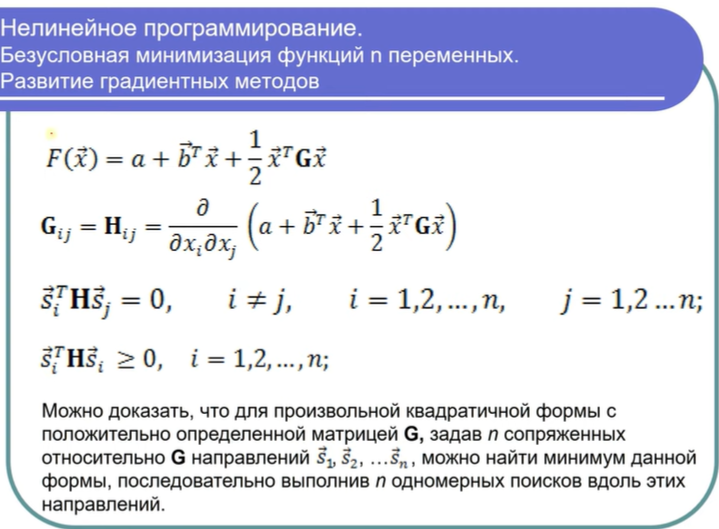 Нелинейное программирование.
Безусловная минимизация функций n переменных.
Развитие градиентных методов
$F(\vec{x}) = a + \vec{b}^T \vec{x} + \frac{1}{2} \vec{x}^T \mathbf{G} \vec{x}$
$\mathbf{G}_{ij} = \mathbf{H}_{ij} = \frac{\partial}{\partial x_i \partial x_j} \left( a + \vec{b}^T \vec{x} + \frac{1}{2} \vec{x}^T \mathbf{G} \vec{x} \right)$
$\vec{s}_i^T \mathbf{H} \vec{s}_j = 0, \quad i \neq j, \quad i = 1,2,\ldots,n, \quad j = 1,2 \ldots n;$
$\vec{s}_i^T \mathbf{H} \vec{s}_i \geq 0, \quad i = 1,2,\ldots,n;$
Можно доказать, что для произвольной квадратичной формы с
положительно определенной матрицей G, задав n сопряженных
относительно G направлений $\vec{s}_1, \vec{s}_2, \ldots \vec{s}_n$, можно найти минимум данной
формы, последовательно выполнив n одномерных поисков вдоль этих
направлений.